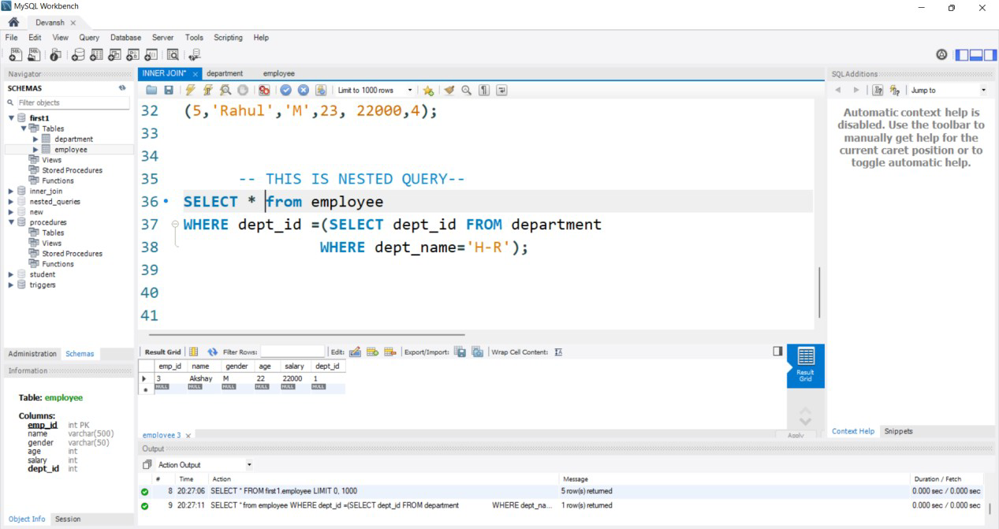 MySQL Workbench
Devansh
File Edit View Query Database Server Tools Scripting Help
Navigator
SCHEMAS
Filter objects
first1
Tables
department
employee
Views
Stored Procedures
Functions
inner_join
nested_queries
new
procedures
Tables
Views
Stored Procedures
Functions
student
triggers
Administration Schemas
Information
Table: employee
Columns:
emp_id int PK
name varchar(500)
gender varchar(50)
age int
salary int
dept_id int
Object Info Session
INNER JOIN* department employee
Limit to 1000 rows
32 (5,'Rahul','M',23, 22000,4);
33
34
35 -- THIS IS NESTED QUERY--
36 SELECT * from employee
37 WHERE dept_id =(SELECT dept_id FROM department
38 WHERE dept_name='H-R');
39
40
41
Result Grid Filter Rows: Edit: Export/Import: Wrap Cell Content:
emp_id name gender age salary dept_id
3 Akshay M 22 22000 1
NULL NULL NULL NULL NULL NULL
Result
Grid
employee 3 Apply
Output
Action Output
# Time Action Message Duration / Fetch
8 20:27:06 SELECT * FROM first1.employee LIMIT 0, 1000 5 row(s) returned 0.000 sec / 0.000 sec
9 20:27:11 SELECT * from employee WHERE dept_id =(SELECT dept_id FROM department WHERE dept_na... 1 row(s) returned 0.000 sec / 0.000 sec
SQLAdditions
Jump to
Automatic context help is
disabled. Use the toolbar to
manually get help for the
current caret position or to
toggle automatic help.
Context Help Snippets